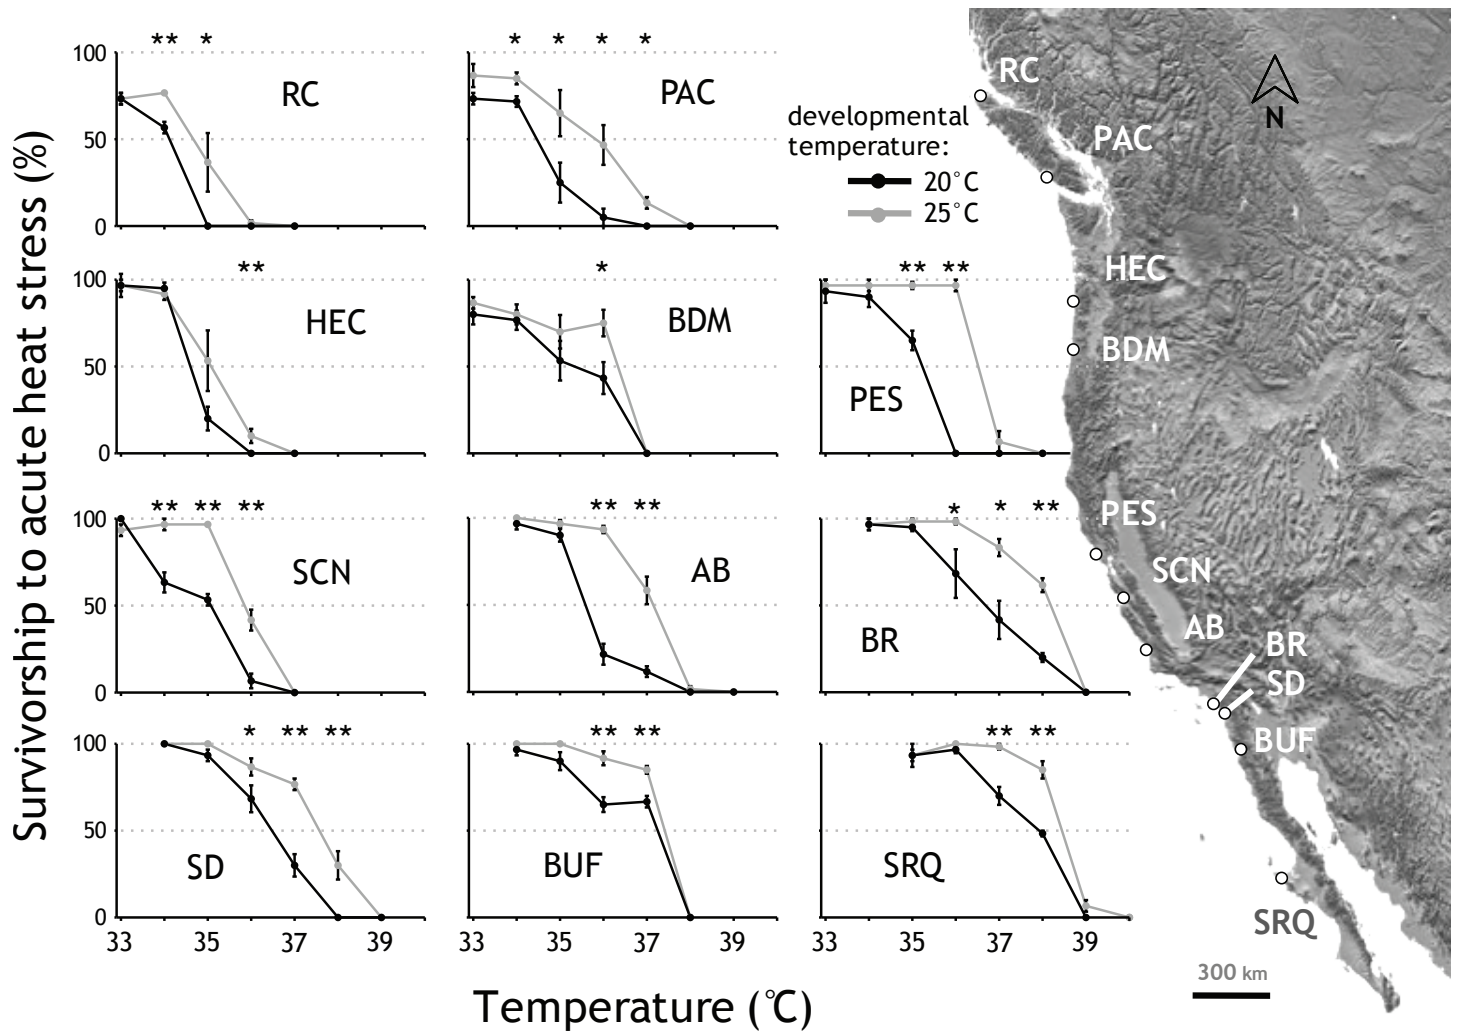 Survivorship to acute heat stress (%)
** *
100
50
0
RC
* * * *
PAC
developmental
temperature:
20°C
25°C
**
100
50
0
HEC
*
BDM
** **
PES
** ** **
100
50
0
SCN
** **
AB
* * **
BR
* ** **
100
50
0
SD
33 35 37 39
** **
BUF
33 35 37 39
** **
SRQ
33 35 37 39
Temperature (°C)
RC
N
PAC
HEC
BDM
PES
SCN
AB
BR
SD
BUF
SRQ
300 km